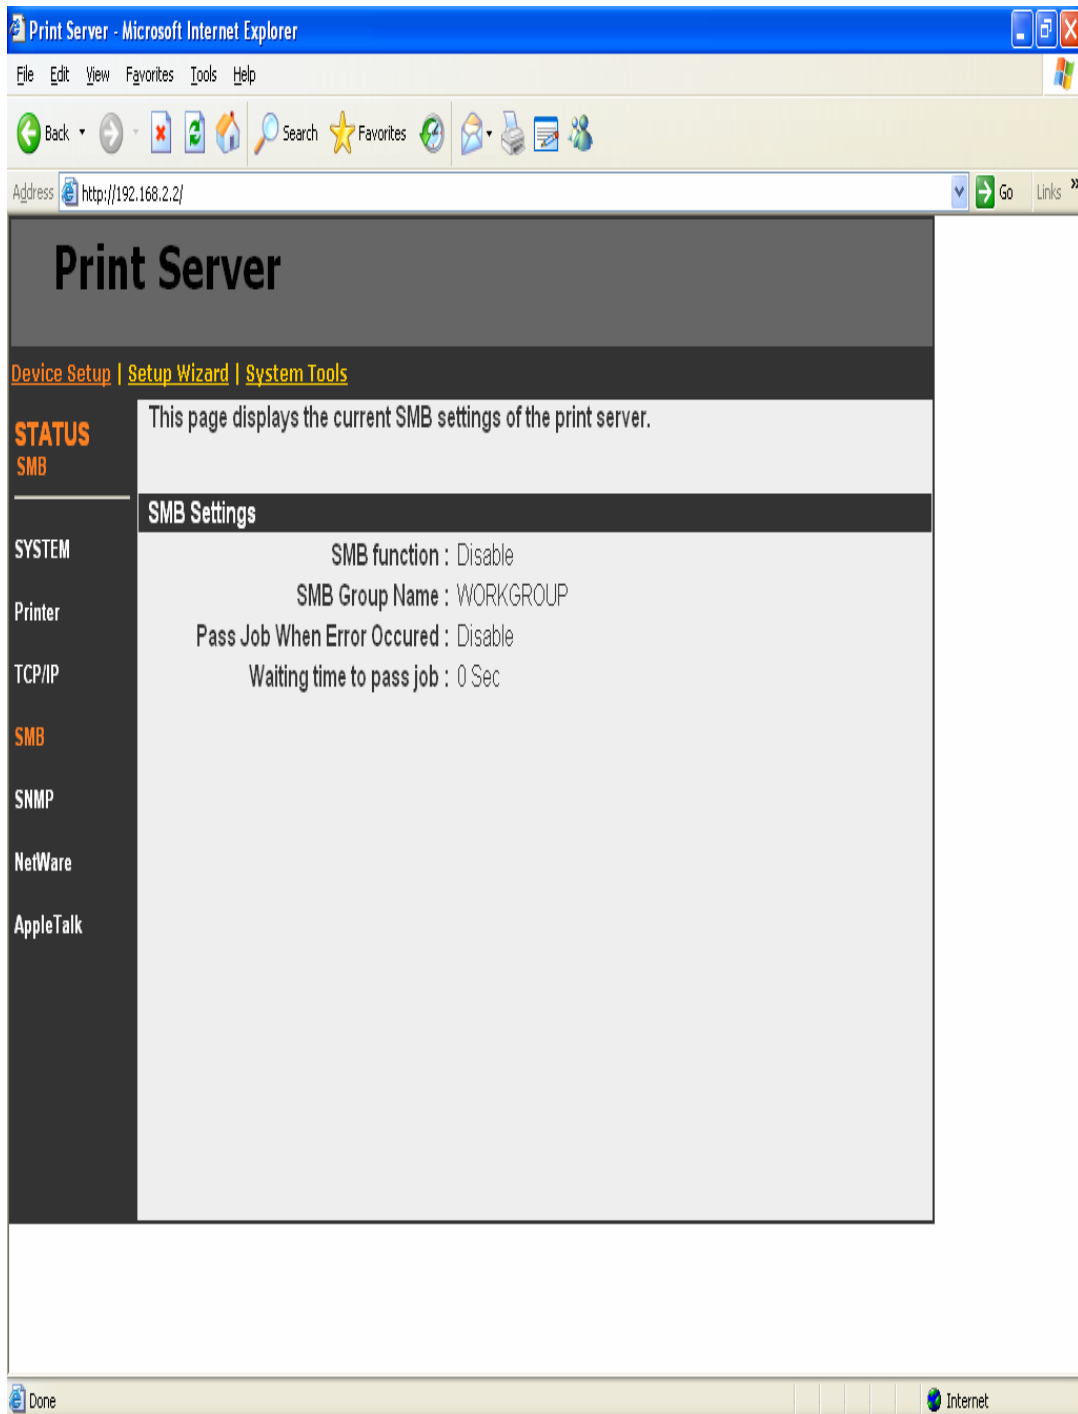 Print Server - Microsoft Internet Explorer
File Edit View Favorites Tools Help
Back Search Favorites
Address http://192.168.2.2/ Go Links »
Print Server
Device Setup | Setup Wizard | System Tools
STATUS
SMB
This page displays the current SMB settings of the print server.
SMB Settings
SMB function : Disable
SMB Group Name : WORKGROUP
Pass Job When Error Occured : Disable
Waiting time to pass job : 0 Sec
SYSTEM
Printer
TCP/IP
SMB
SNMP
NetWare
AppleTalk
Done Internet